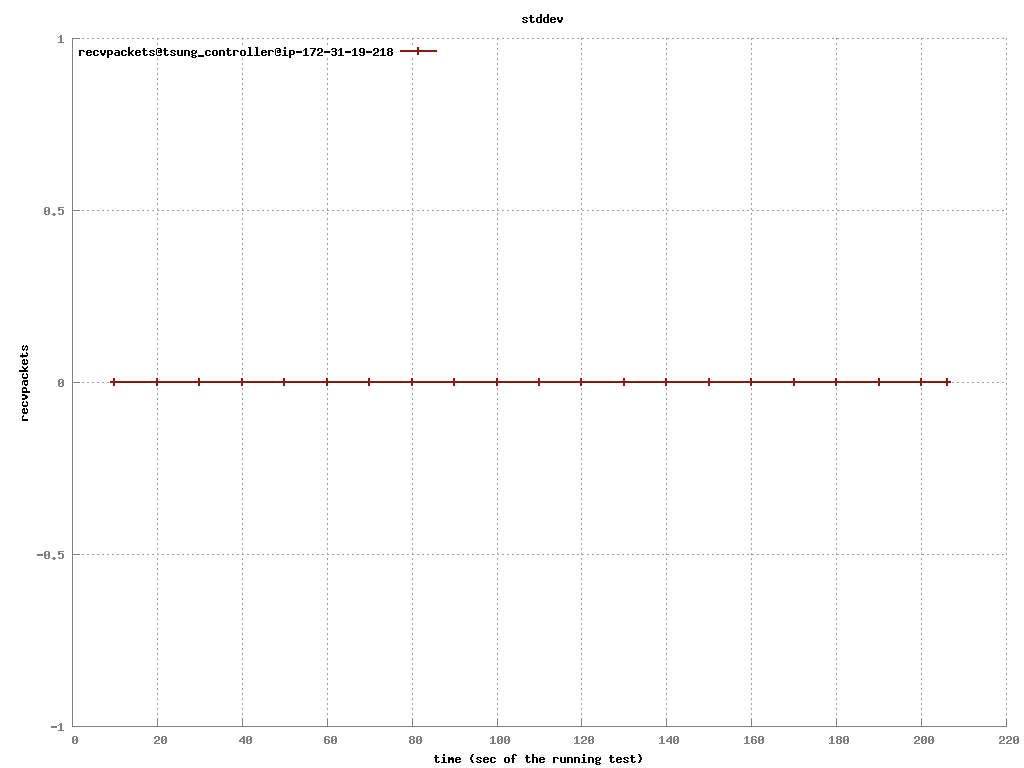 stddev
recvpackets@tsung_controller@ip-172-31-19-218
1
0.5
0
-0.5
-1
recvpackets
0 20 40 60 80 100 120 140 160 180 200 220
time (sec of the running test)